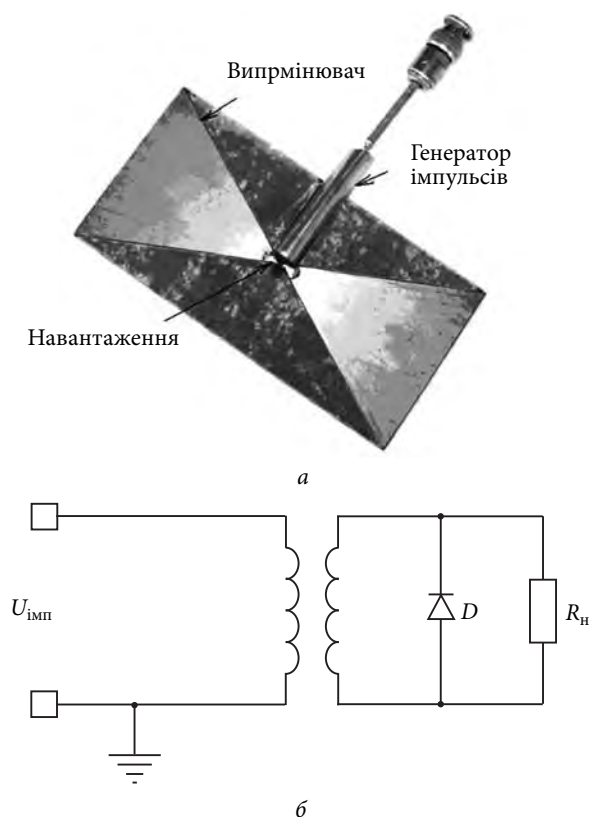 Випрмінювач
Генератор
імпульсів
Навантаження
а
Uімп
D
Rн
б